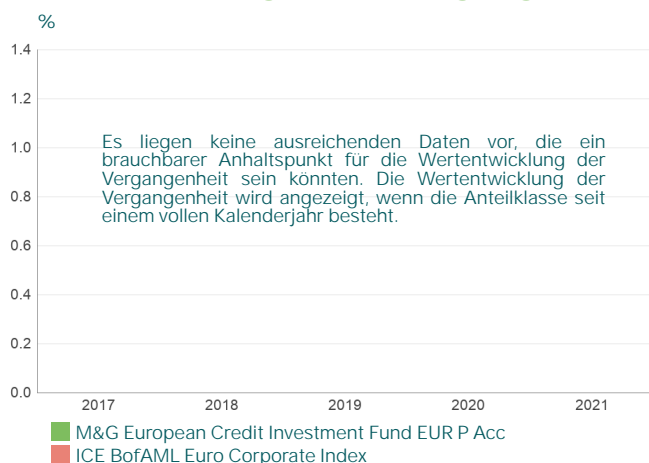 %
1.4
1.2
1.0
0.8
0.6
0.4
0.2
0.0
Es liegen keine ausreichenden Daten vor, die ein
brauchbarer Anhaltspunkt für die Wertentwicklung der
Vergangenheit sein könnten. Die Wertentwicklung der
Vergangenheit wird angezeigt, wenn die Anteilklasse seit
einem vollen Kalenderjahr besteht.
2017 2018 2019 2020 2021
M&G European Credit Investment Fund EUR P Acc
ICE BofAML Euro Corporate Index